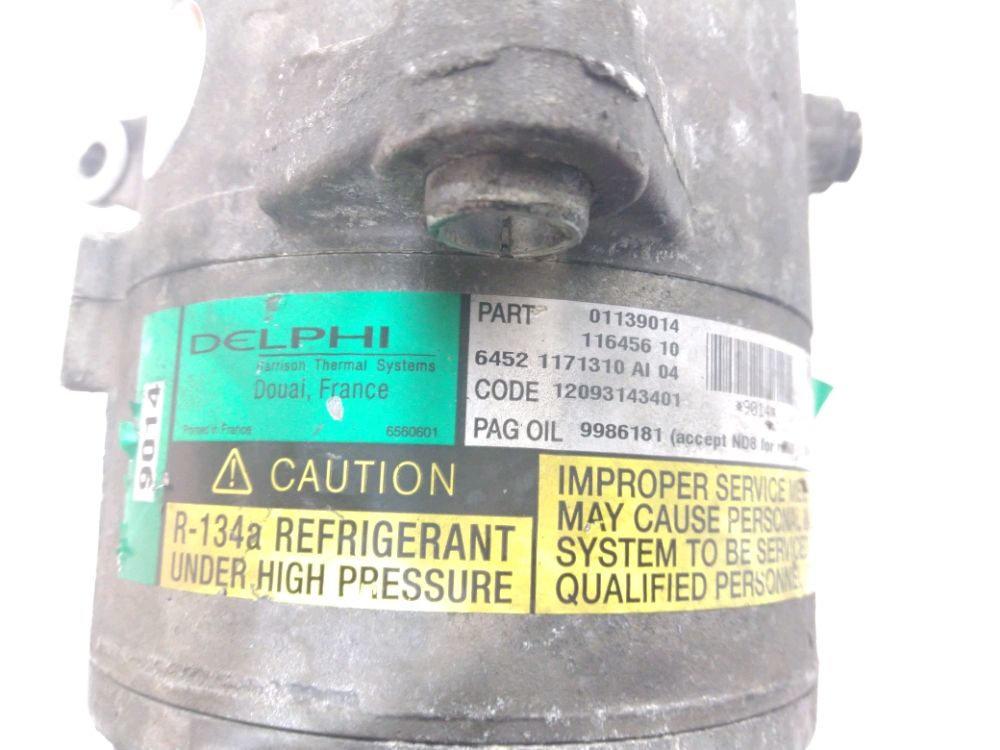 DELPHI
Harrison Thermal Systems
Douai, France
Printed in France 6560601
9014
PART 01139014
116456 10
6452 1171310 AI 04
CODE 12093143401
*9014*
PAG OIL 9986181 (accept ND8 for
CAUTION
R-134a REFRIGERANT
UNDER HIGH PRESSURE
IMPROPER SERVICE
MAY CAUSE PERSONAL
SYSTEM TO BE
QUALIFIED